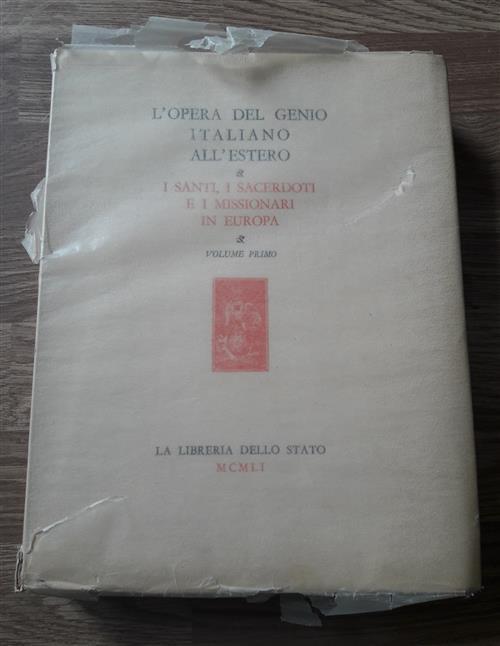 L'OPERA DEL GENIO
ITALIANO
ALL'ESTERO
&
I SANTI, I SACERDOTI
E I MISSIONARI
IN EUROPA
&
VOLUME PRIMO
LA LIBRERIA DELLO STATO
MCMLI